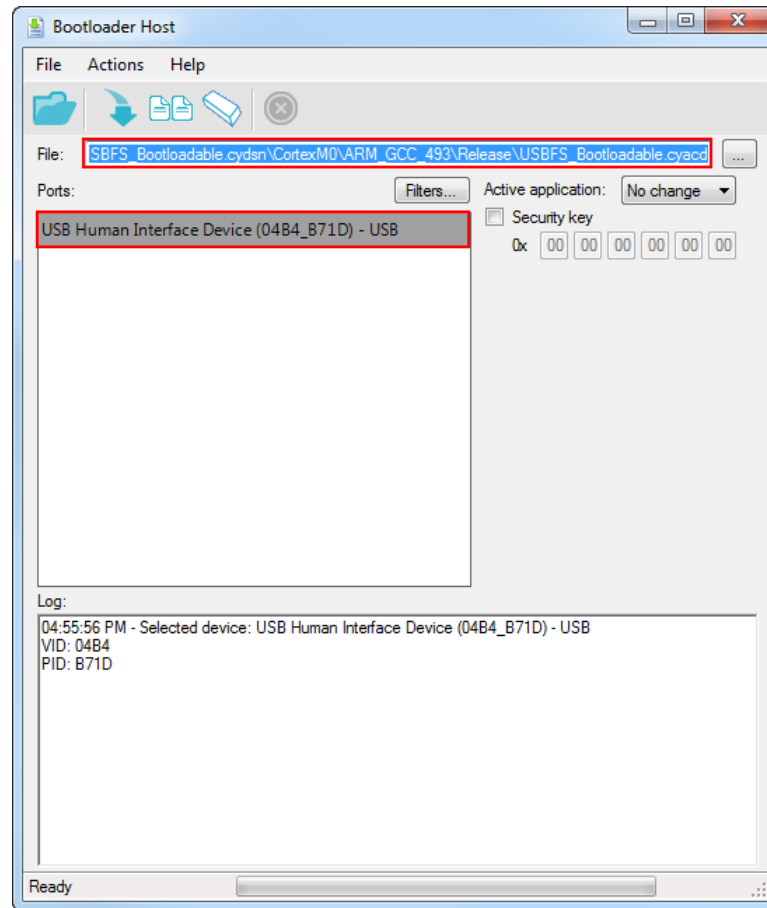 Bootloader Host
File Actions Help
File: SBFS_Bootloadable.cydsn\CortexM0\ARM_GCC_493\Release\USBFS_Bootloadable.cyacd ...
Ports: Filters... Active application: No change
Security key
USB Human Interface Device (04B4_B71D) - USB
0x 00 00 00 00 00 00
Log:
04:55:56 PM - Selected device: USB Human Interface Device (04B4_B71D) - USB
VID: 04B4
PID: B71D
Ready